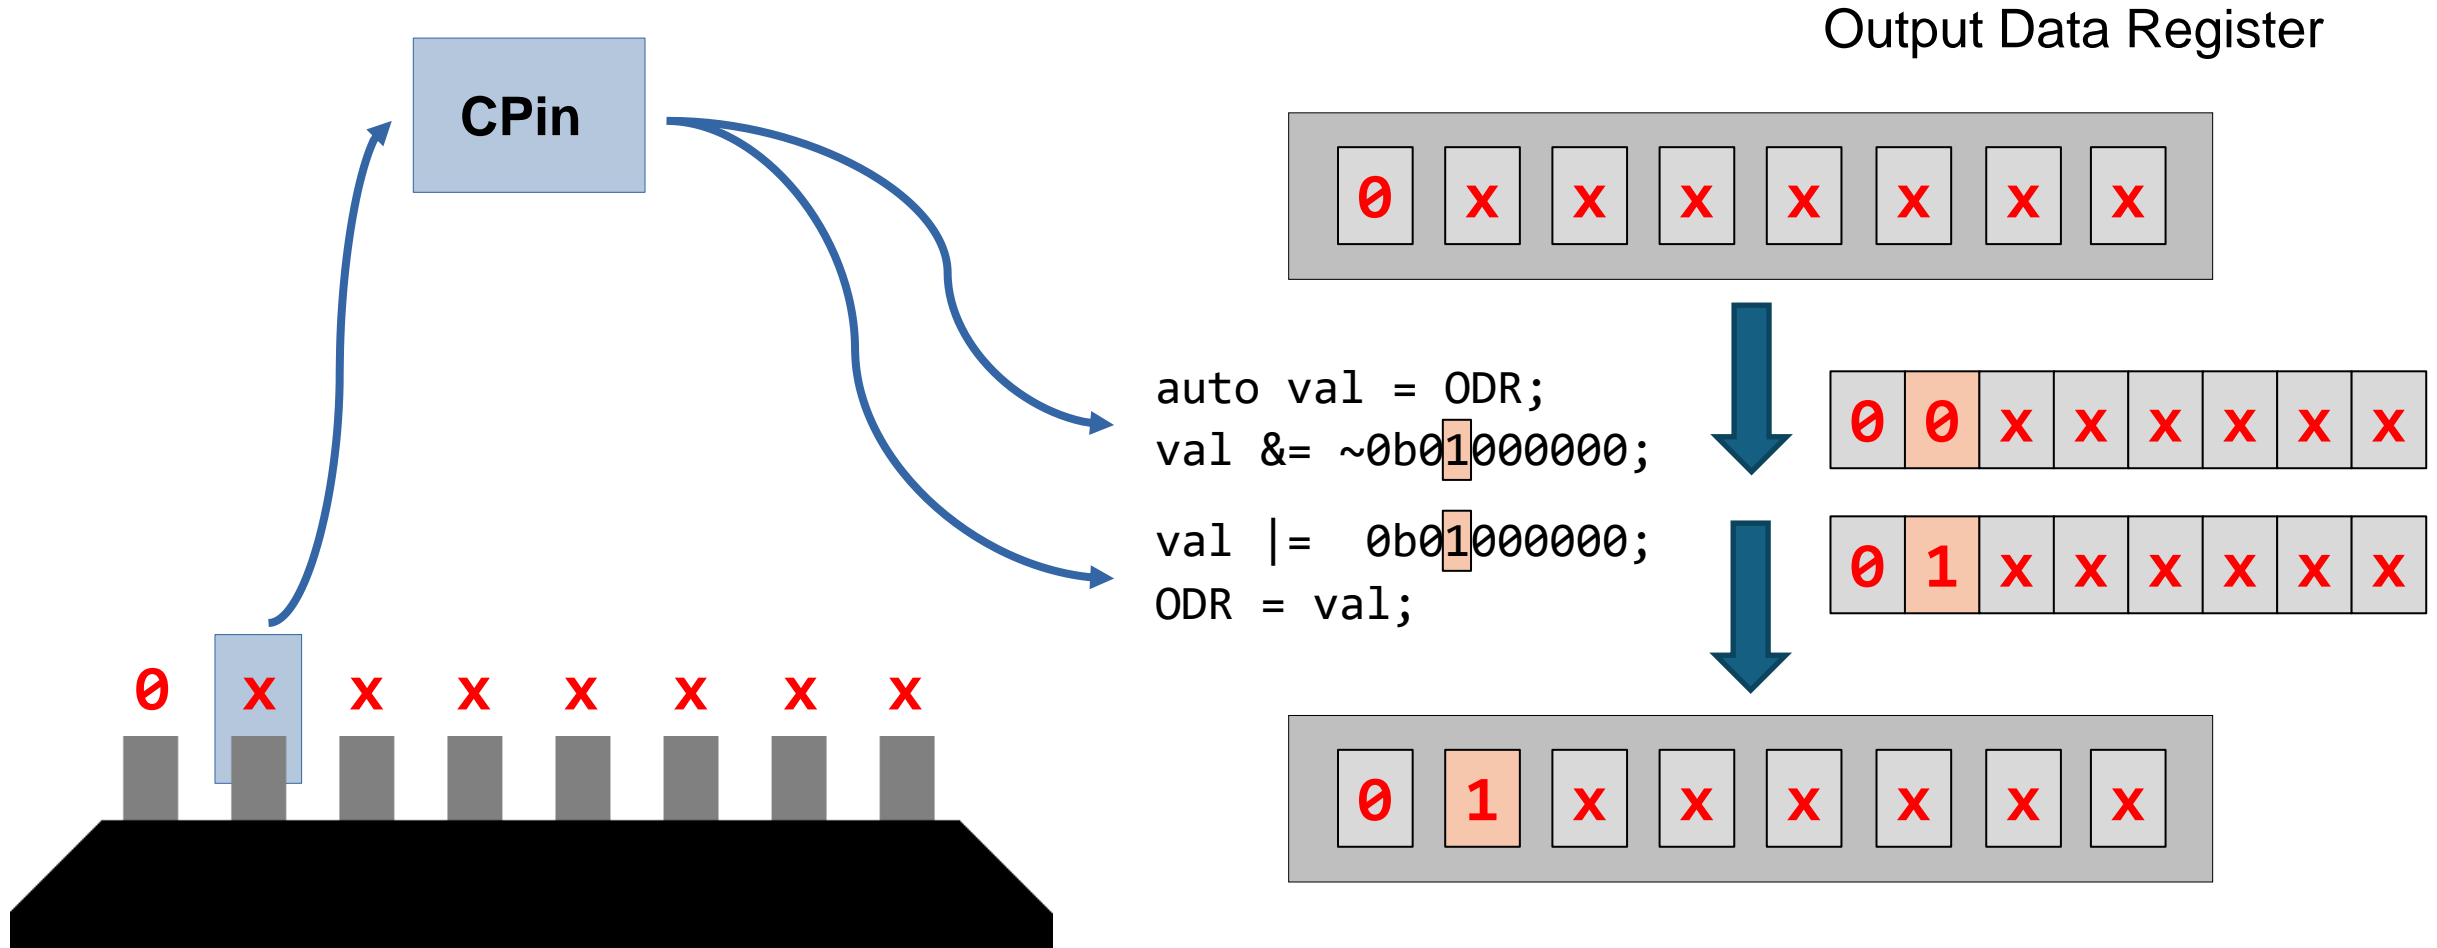 Output Data Register
CPin
0 x x x x x x x
auto val = ODR;
val &= ~0b01000000;
0 0 x x x x x x
val |=  0b01000000;
0 1 x x x x x x
ODR = val;
0 x x x x x x x
0 1 x x x x x x